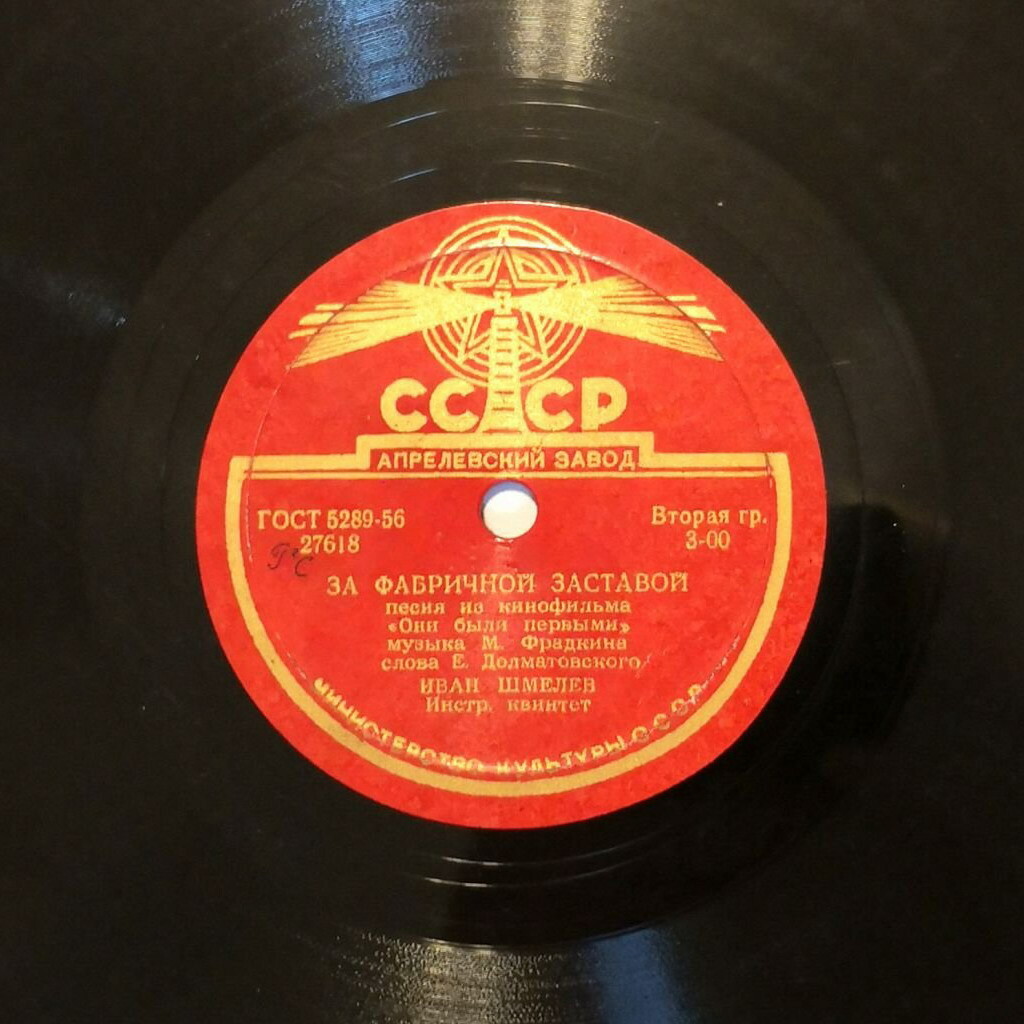 СССР
АПРЕЛЕВСКИЙ ЗАВОД
ГОСТ 5289-56
27618
Вторая гр.
3-00
ЗА ФАБРИЧНОЙ ЗАСТАВОЙ
песня из кинофильма
«Они были первыми»
музыка М. Фрадкина
слова Е. Долматовского
ИВАН ШМЕЛЕВ
Инстр. квинтет
МИНИСТЕРСТВО КУЛЬТУРЫ С.С.С.Р.